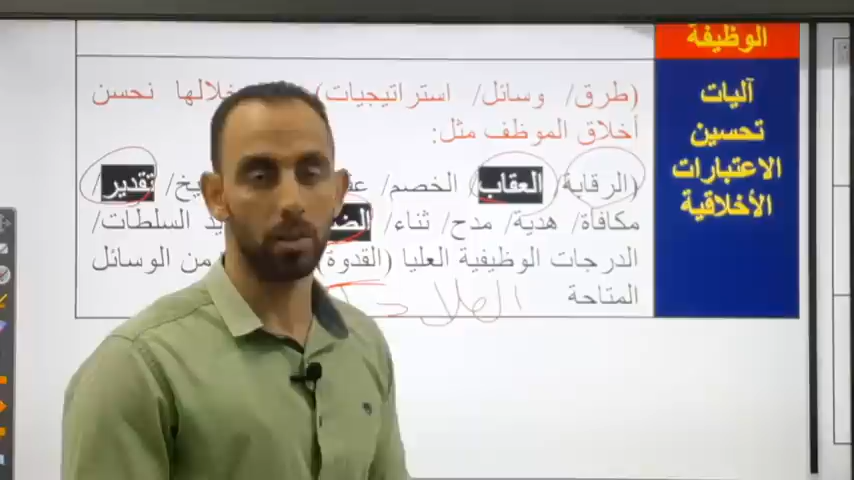 الوظيفة
آليات
تحسين
الاعتبارات
الأخلاقية
(طرق/ وسائل/ استراتيجيات) خلالها نحسن
أخلاق الموظف مثل:
(الرقابة/ العقاب/ الخصم/ تقدير/
مكافأة/ هدية/ مدح/ ثناء/ السلطات/
الدرجات الوظيفية العليا (القدوة) من الوسائل
المتاحة